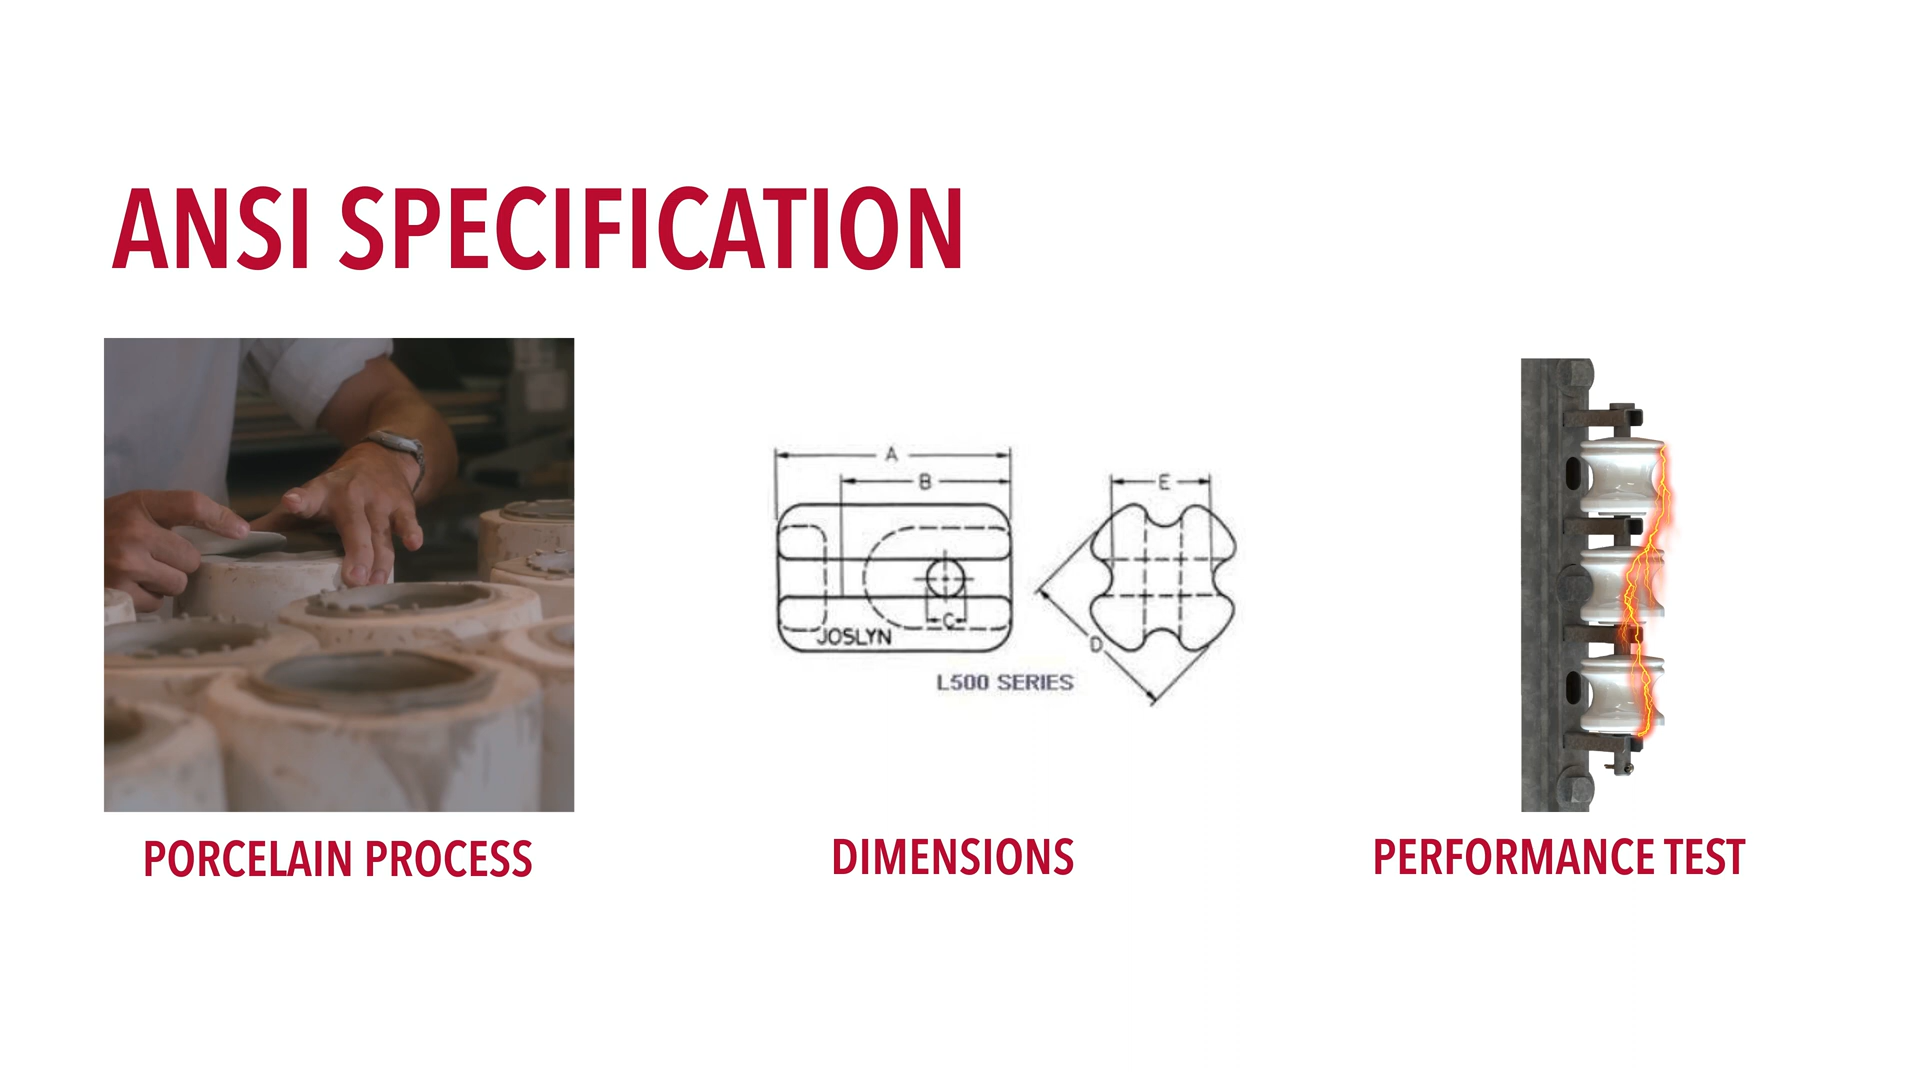 ANSI SPECIFICATION
A
B
C
JOSLYN
E
D
L500 SERIES
PORCELAIN PROCESS
DIMENSIONS
PERFORMANCE TEST